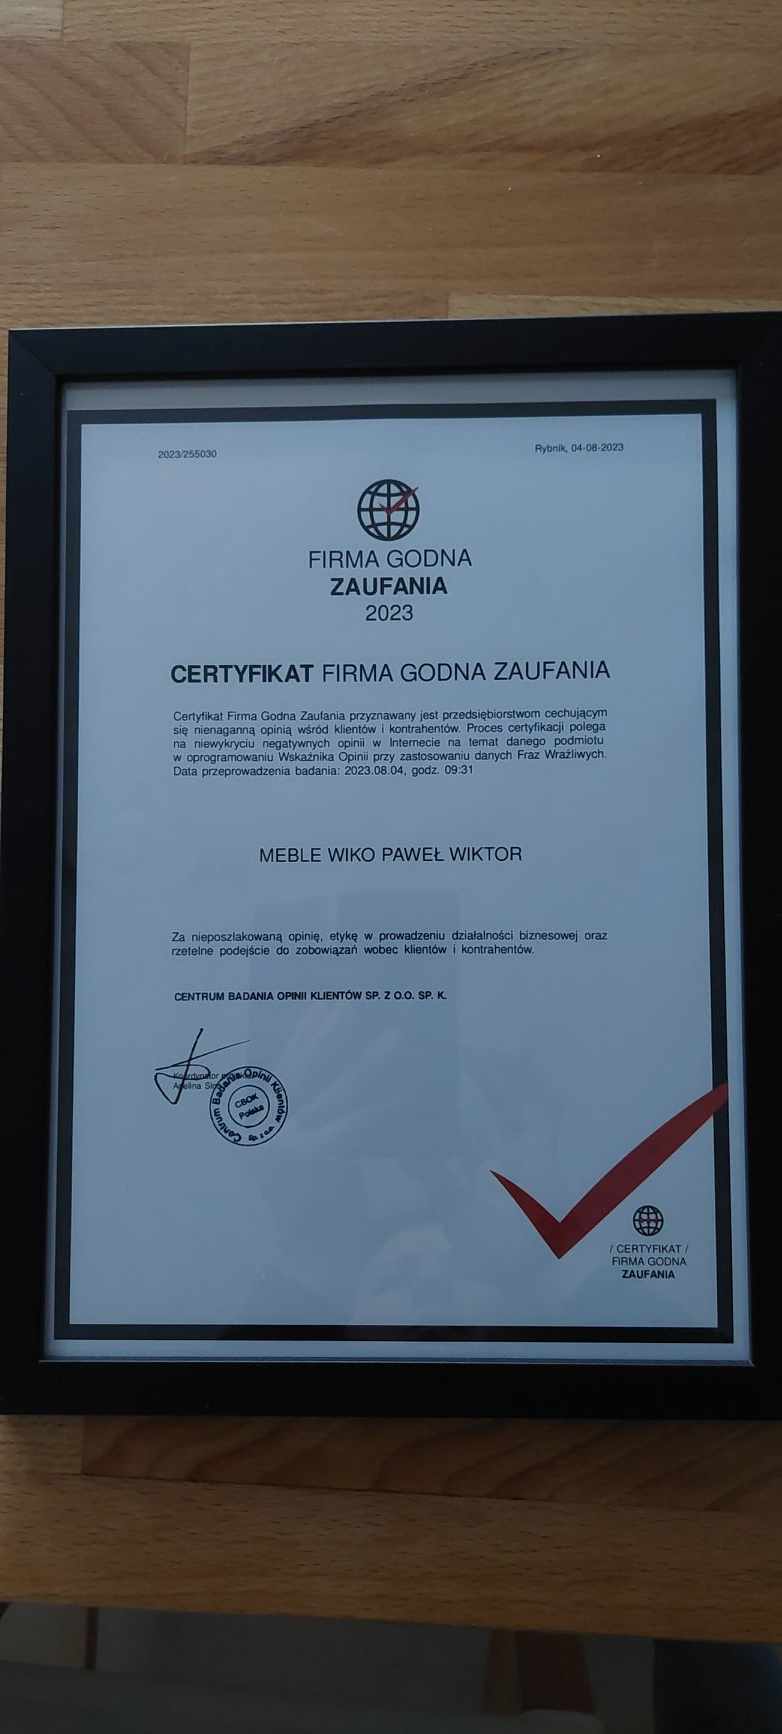 2023/255030
Rybnik, 04-08-2023
FIRMA GODNA
ZAUFANIA
2023
CERTYFIKAT FIRMA GODNA ZAUFANIA
Certyfikat Firma Godna Zaufania przyznawany jest przedsiębiorstwom cechującym
się nienaganną opinią wśród klientów i kontrahentów. Proces certyfikacji polega
na niewykryciu negatywnych opinii w Internecie na temat danego podmiotu
w oprogramowaniu Wskaźnika Opinii przy zastosowaniu danych Fraz Wrażliwych.
Data przeprowadzenia badania: 2023.08.04, godz. 09:31
MEBLE WIKO PAWEŁ WIKTOR
Za nieposzlakowaną opinię, etykę w prowadzeniu działalności biznesowej oraz
rzetelne podejście do zobowiązań wobec klientów i kontrahentów.
CENTRUM BADANIA OPINII KLIENTÓW SP. Z O.O. SP. K.
Koordynator
Adelina
Centrum Badania Opinii Klientów
CBOK
Polska
/ CERTYFIKAT /
FIRMA GODNA
ZAUFANIA